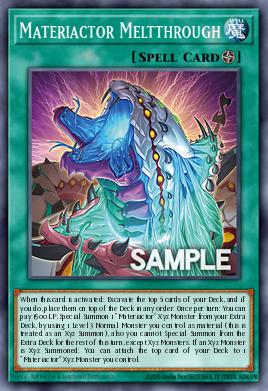 Materiactor Meltthrough
魔
[Spell Card]
SAMPLE
When this card is activated: Excavate the top 5 cards of your Deck, and if
you do, place them on top of the Deck in any order. Once per turn: You can
pay 1500 LP; Special Summon 1 "Materiactor" Xyz Monster from your Extra
Deck, by using 1 Level 3 Normal Monster you control as material (this is
treated as an Xyz Summon), also you cannot Special Summon from the
Extra Deck for the rest of this turn, except Xyz Monsters. If an Xyz Monster
is Xyz Summoned: You can attach the top card of your Deck to 1
"Materiactor" Xyz Monster you control.